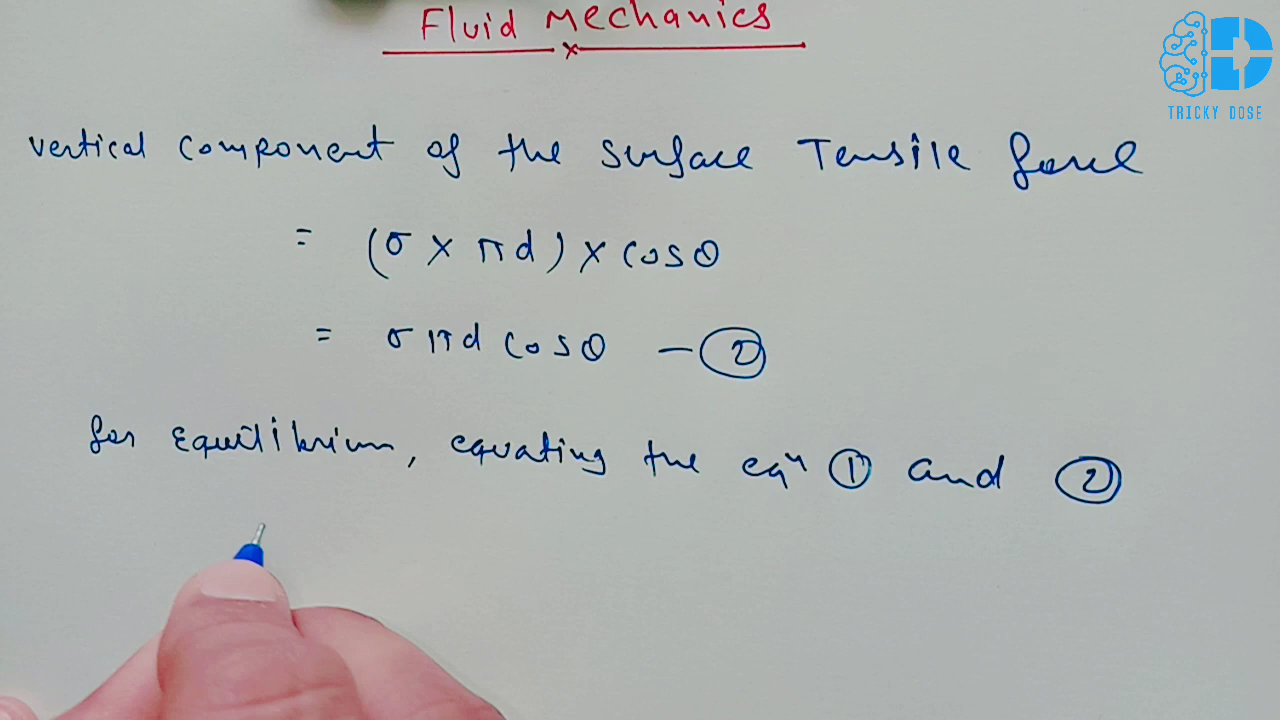 Fluid Mechanics
TRICKY DOSE
vertical component of the surface Tensile force
= (σ × πd) × cosθ
= σπd cosθ — ②
for equilibrium, equating the eqⁿ ① and ②